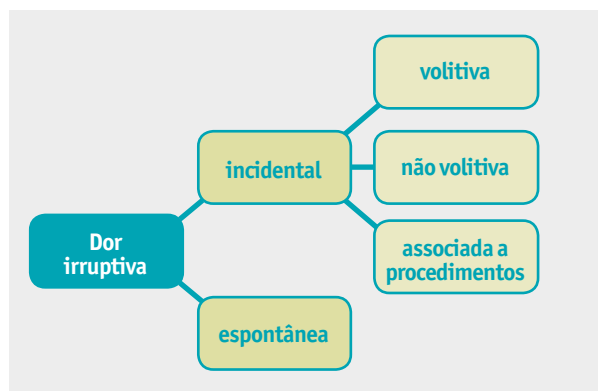 volitiva
incidental
não volitiva
Dor
irruptiva
associada a
procedimentos
espontânea